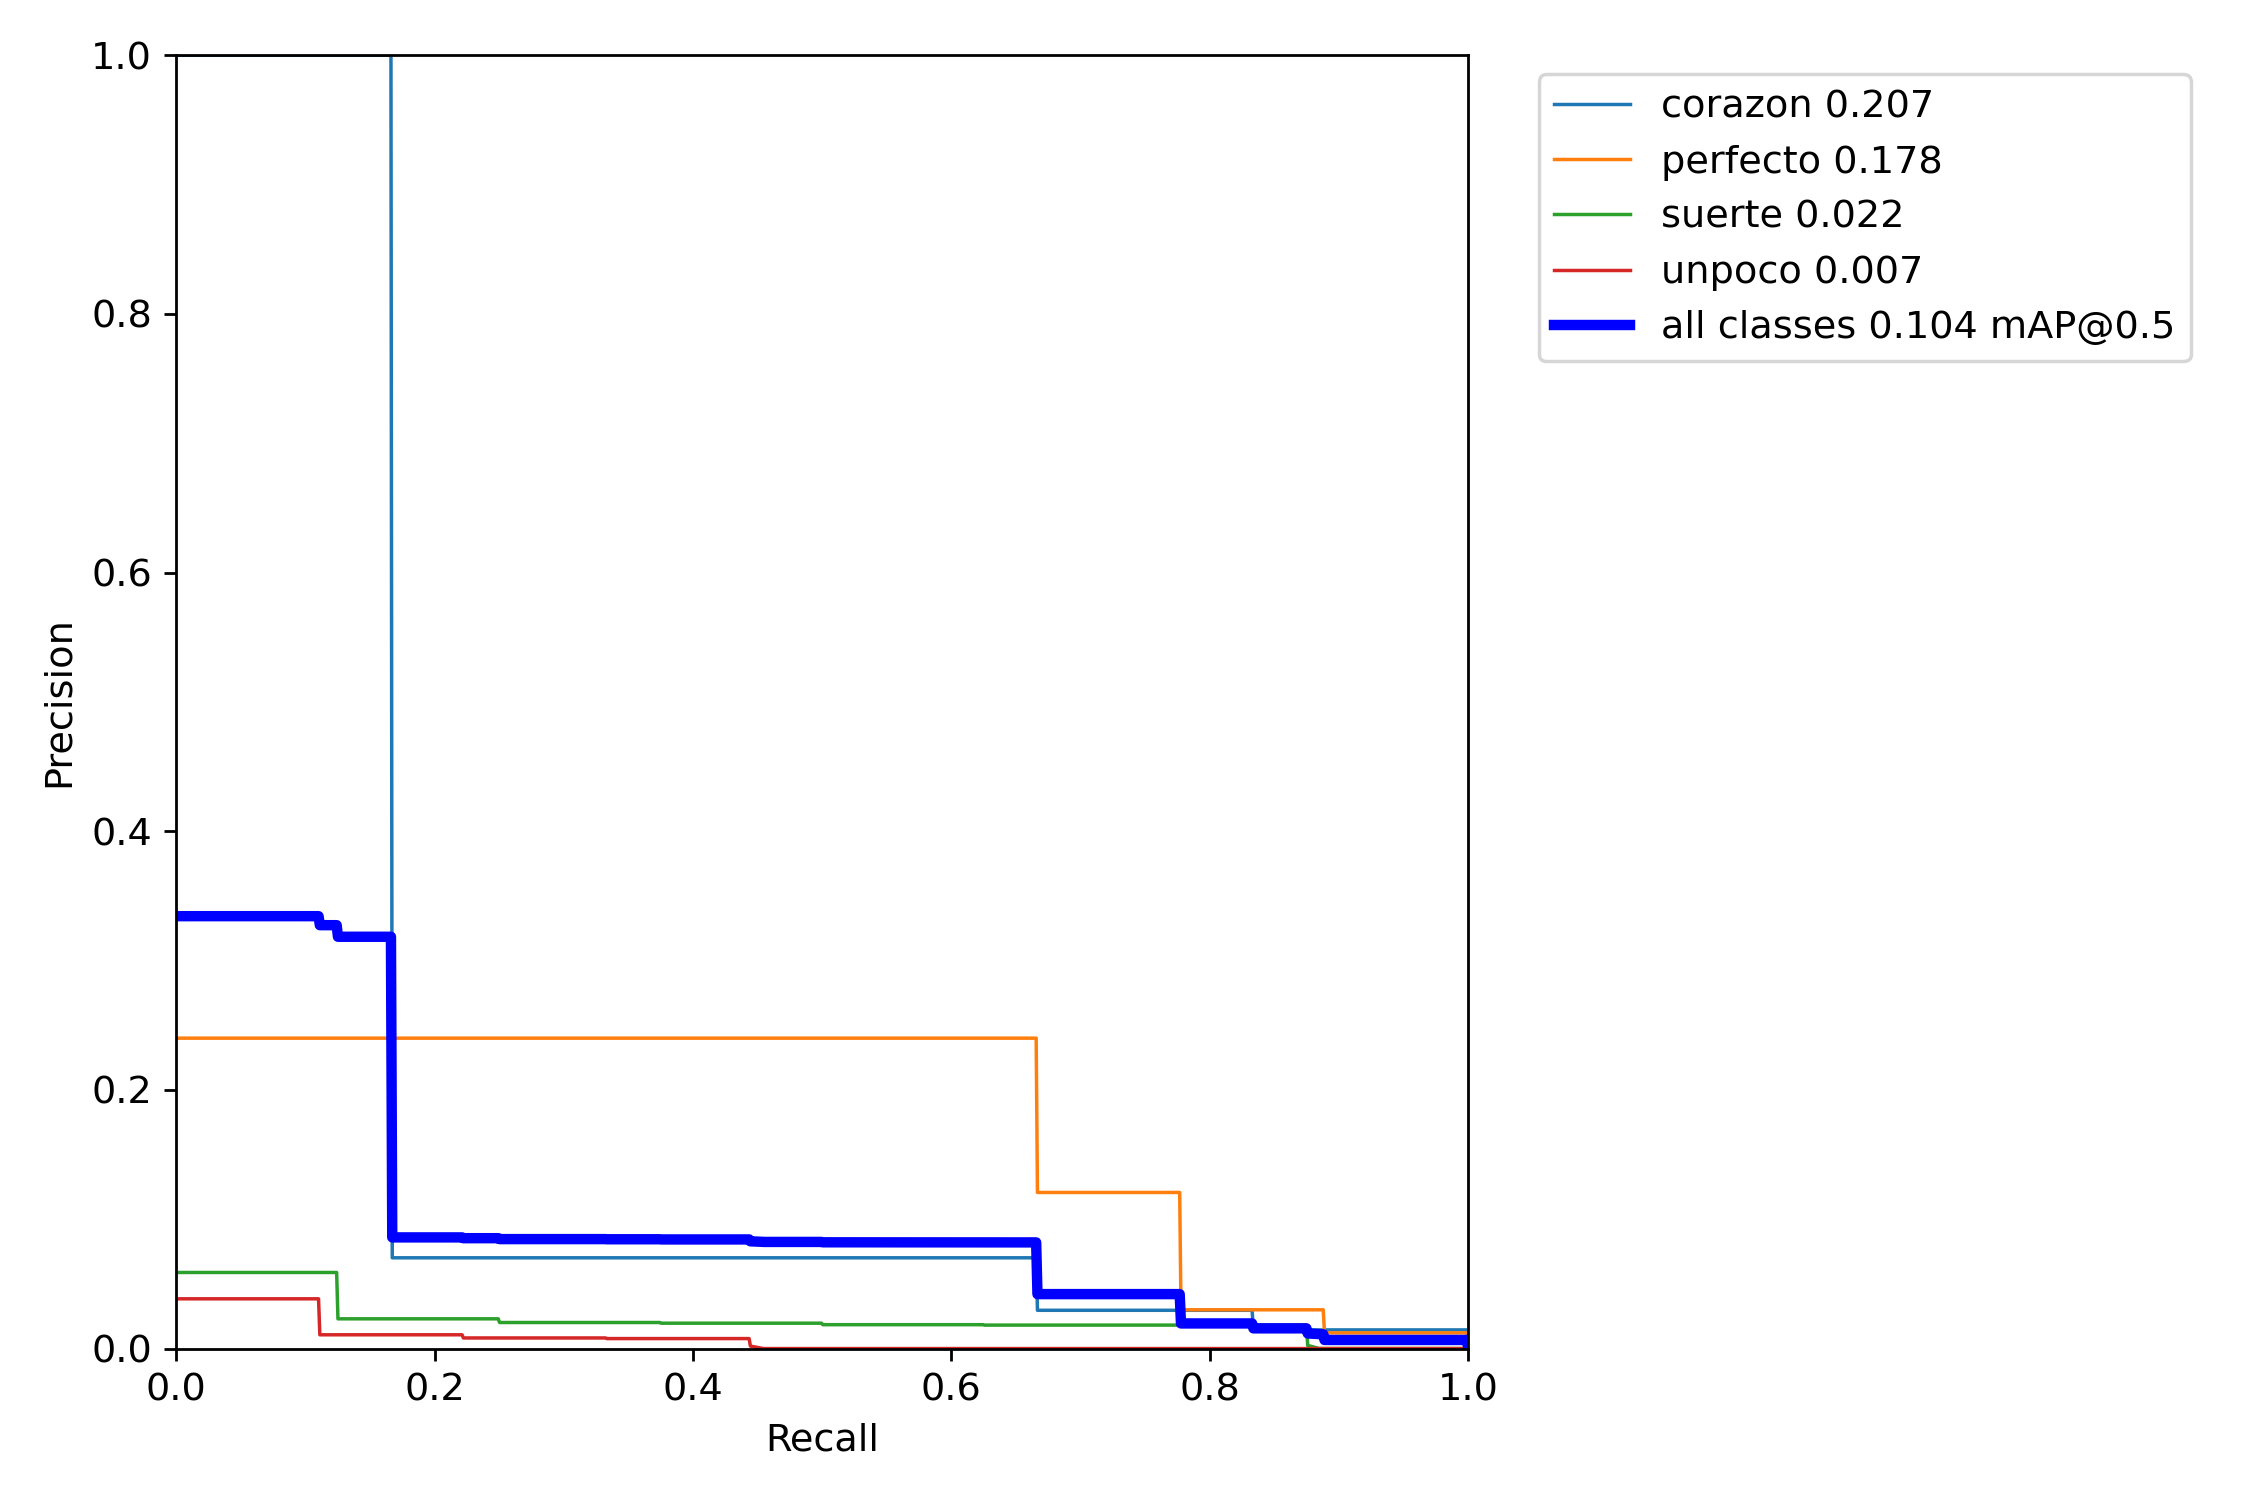 1.0
0.8
0.6
0.4
0.2
0.0
Precision
0.0 0.2 0.4 0.6 0.8 1.0
Recall
corazon 0.207
perfecto 0.178
suerte 0.022
unpoco 0.007
all classes 0.104 mAP@0.5